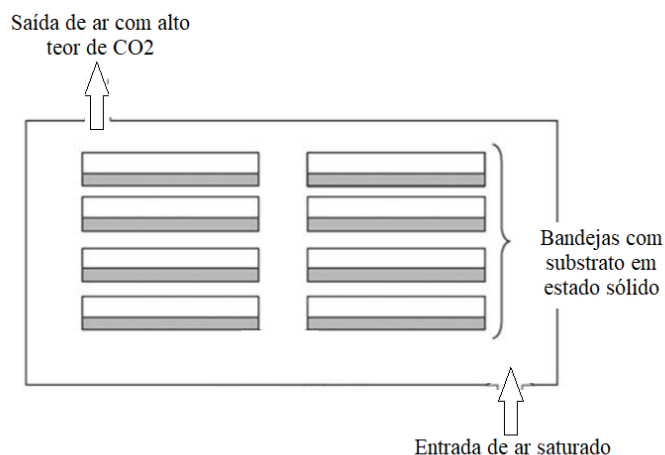 Saída de ar com alto
teor de CO2
Bandejas com
substrato em
estado sólido
Entrada de ar saturado